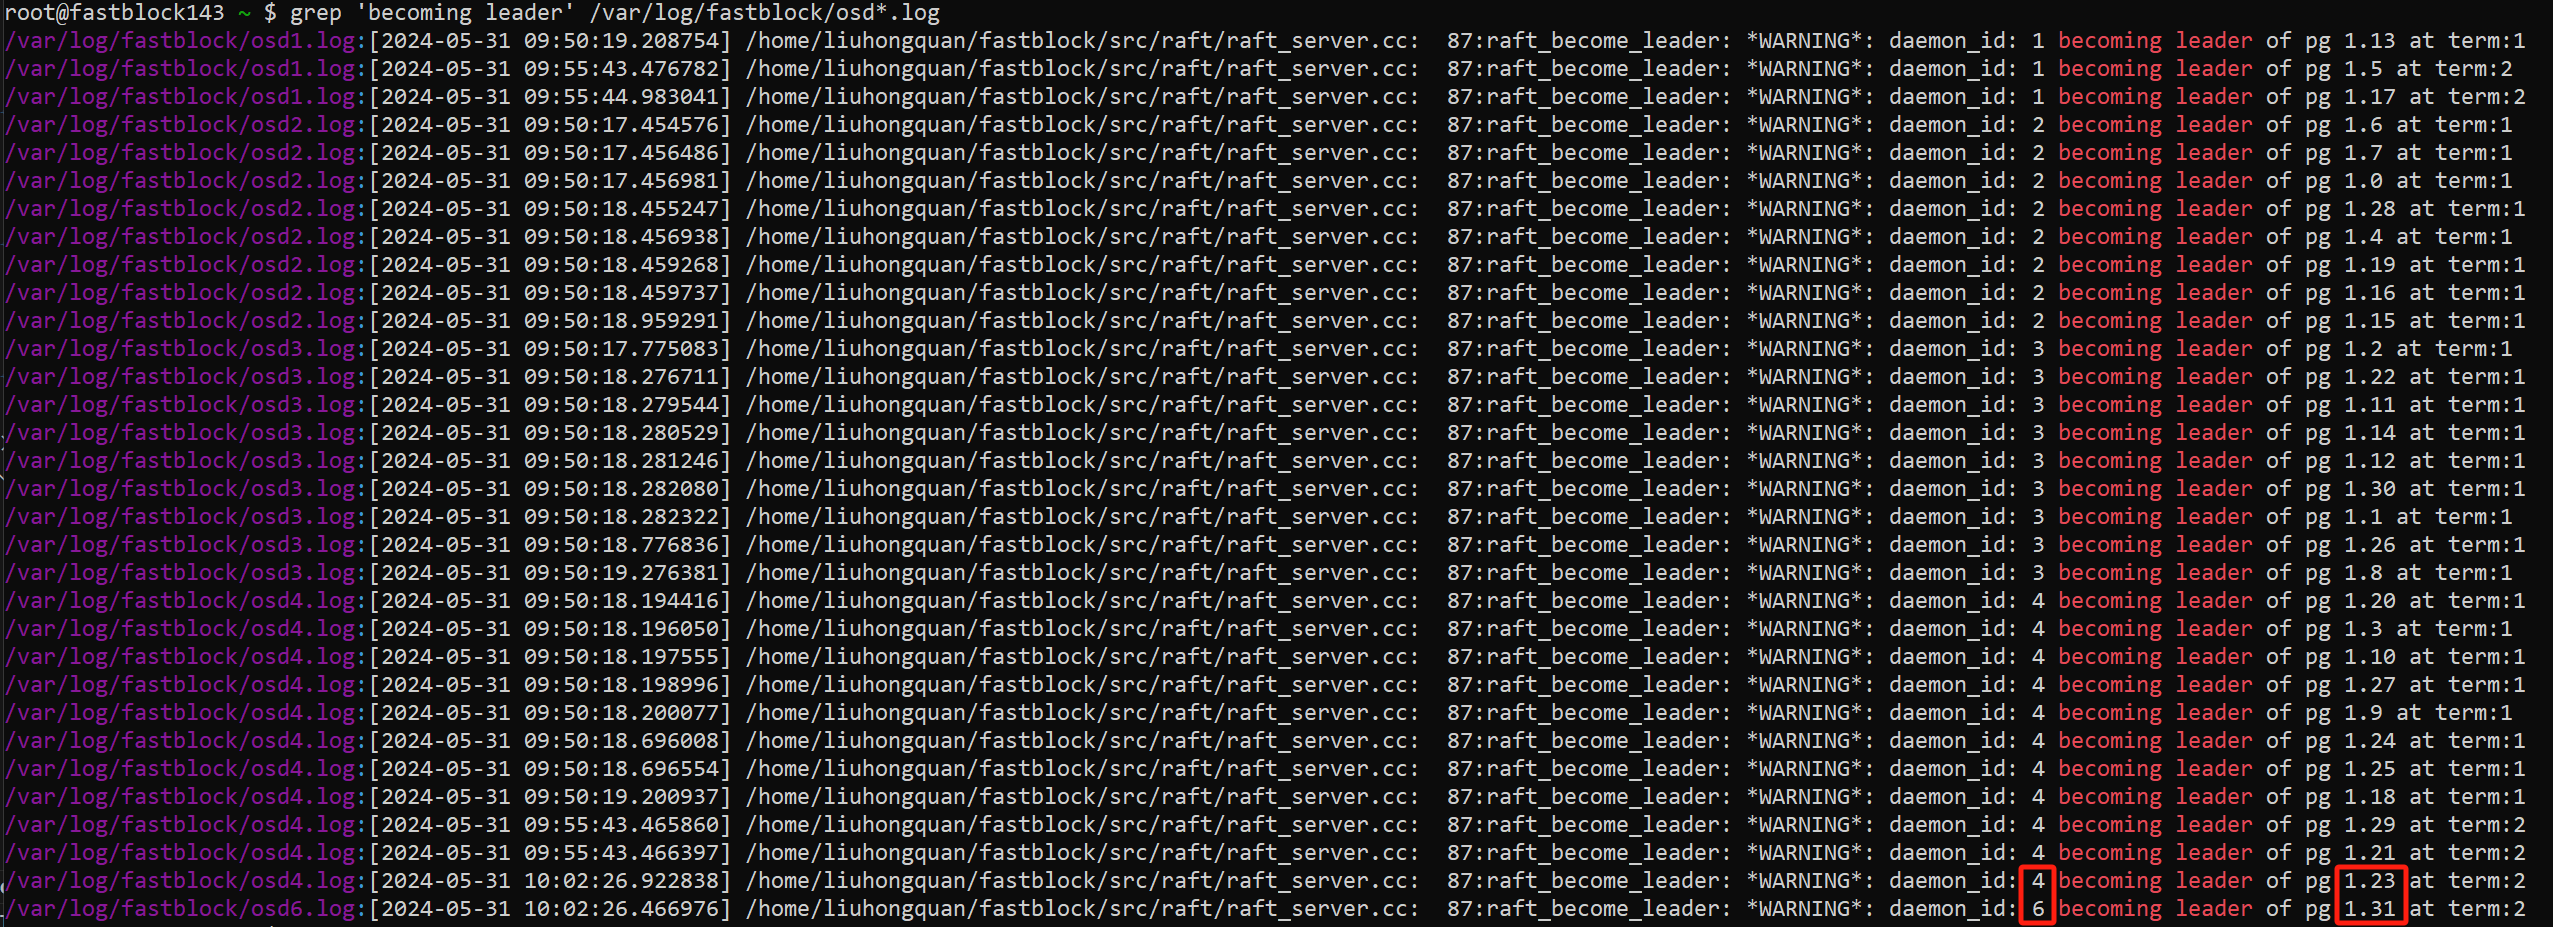 root@fastblock143 ~ $ grep 'becoming leader' /var/log/fastblock/osd*.log
/var/log/fastblock/osd1.log:[2024-05-31 09:50:19.208754] /home/liuhongquan/fastblock/src/raft/raft_server.cc:  87:raft_become_leader: *WARNING*: daemon_id: 1 becoming leader of pg 1.13 at term:1
/var/log/fastblock/osd1.log:[2024-05-31 09:55:43.476782] /home/liuhongquan/fastblock/src/raft/raft_server.cc:  87:raft_become_leader: *WARNING*: daemon_id: 1 becoming leader of pg 1.5 at term:2
/var/log/fastblock/osd1.log:[2024-05-31 09:55:44.983041] /home/liuhongquan/fastblock/src/raft/raft_server.cc:  87:raft_become_leader: *WARNING*: daemon_id: 1 becoming leader of pg 1.17 at term:2
/var/log/fastblock/osd2.log:[2024-05-31 09:50:17.454576] /home/liuhongquan/fastblock/src/raft/raft_server.cc:  87:raft_become_leader: *WARNING*: daemon_id: 2 becoming leader of pg 1.6 at term:1
/var/log/fastblock/osd2.log:[2024-05-31 09:50:17.456486] /home/liuhongquan/fastblock/src/raft/raft_server.cc:  87:raft_become_leader: *WARNING*: daemon_id: 2 becoming leader of pg 1.7 at term:1
/var/log/fastblock/osd2.log:[2024-05-31 09:50:17.456981] /home/liuhongquan/fastblock/src/raft/raft_server.cc:  87:raft_become_leader: *WARNING*: daemon_id: 2 becoming leader of pg 1.0 at term:1
/var/log/fastblock/osd2.log:[2024-05-31 09:50:18.455247] /home/liuhongquan/fastblock/src/raft/raft_server.cc:  87:raft_become_leader: *WARNING*: daemon_id: 2 becoming leader of pg 1.28 at term:1
/var/log/fastblock/osd2.log:[2024-05-31 09:50:18.456938] /home/liuhongquan/fastblock/src/raft/raft_server.cc:  87:raft_become_leader: *WARNING*: daemon_id: 2 becoming leader of pg 1.4 at term:1
/var/log/fastblock/osd2.log:[2024-05-31 09:50:18.459268] /home/liuhongquan/fastblock/src/raft/raft_server.cc:  87:raft_become_leader: *WARNING*: daemon_id: 2 becoming leader of pg 1.19 at term:1
/var/log/fastblock/osd2.log:[2024-05-31 09:50:18.459737] /home/liuhongquan/fastblock/src/raft/raft_server.cc:  87:raft_become_leader: *WARNING*: daemon_id: 2 becoming leader of pg 1.16 at term:1
/var/log/fastblock/osd2.log:[2024-05-31 09:50:18.959291] /home/liuhongquan/fastblock/src/raft/raft_server.cc:  87:raft_become_leader: *WARNING*: daemon_id: 2 becoming leader of pg 1.15 at term:1
/var/log/fastblock/osd3.log:[2024-05-31 09:50:17.775083] /home/liuhongquan/fastblock/src/raft/raft_server.cc:  87:raft_become_leader: *WARNING*: daemon_id: 3 becoming leader of pg 1.2 at term:1
/var/log/fastblock/osd3.log:[2024-05-31 09:50:18.276711] /home/liuhongquan/fastblock/src/raft/raft_server.cc:  87:raft_become_leader: *WARNING*: daemon_id: 3 becoming leader of pg 1.22 at term:1
/var/log/fastblock/osd3.log:[2024-05-31 09:50:18.279544] /home/liuhongquan/fastblock/src/raft/raft_server.cc:  87:raft_become_leader: *WARNING*: daemon_id: 3 becoming leader of pg 1.11 at term:1
/var/log/fastblock/osd3.log:[2024-05-31 09:50:18.280529] /home/liuhongquan/fastblock/src/raft/raft_server.cc:  87:raft_become_leader: *WARNING*: daemon_id: 3 becoming leader of pg 1.14 at term:1
/var/log/fastblock/osd3.log:[2024-05-31 09:50:18.281246] /home/liuhongquan/fastblock/src/raft/raft_server.cc:  87:raft_become_leader: *WARNING*: daemon_id: 3 becoming leader of pg 1.12 at term:1
/var/log/fastblock/osd3.log:[2024-05-31 09:50:18.282080] /home/liuhongquan/fastblock/src/raft/raft_server.cc:  87:raft_become_leader: *WARNING*: daemon_id: 3 becoming leader of pg 1.30 at term:1
/var/log/fastblock/osd3.log:[2024-05-31 09:50:18.282322] /home/liuhongquan/fastblock/src/raft/raft_server.cc:  87:raft_become_leader: *WARNING*: daemon_id: 3 becoming leader of pg 1.1 at term:1
/var/log/fastblock/osd3.log:[2024-05-31 09:50:18.776836] /home/liuhongquan/fastblock/src/raft/raft_server.cc:  87:raft_become_leader: *WARNING*: daemon_id: 3 becoming leader of pg 1.26 at term:1
/var/log/fastblock/osd3.log:[2024-05-31 09:50:19.276381] /home/liuhongquan/fastblock/src/raft/raft_server.cc:  87:raft_become_leader: *WARNING*: daemon_id: 3 becoming leader of pg 1.8 at term:1
/var/log/fastblock/osd4.log:[2024-05-31 09:50:18.194416] /home/liuhongquan/fastblock/src/raft/raft_server.cc:  87:raft_become_leader: *WARNING*: daemon_id: 4 becoming leader of pg 1.20 at term:1
/var/log/fastblock/osd4.log:[2024-05-31 09:50:18.196050] /home/liuhongquan/fastblock/src/raft/raft_server.cc:  87:raft_become_leader: *WARNING*: daemon_id: 4 becoming leader of pg 1.3 at term:1
/var/log/fastblock/osd4.log:[2024-05-31 09:50:18.197555] /home/liuhongquan/fastblock/src/raft/raft_server.cc:  87:raft_become_leader: *WARNING*: daemon_id: 4 becoming leader of pg 1.10 at term:1
/var/log/fastblock/osd4.log:[2024-05-31 09:50:18.198996] /home/liuhongquan/fastblock/src/raft/raft_server.cc:  87:raft_become_leader: *WARNING*: daemon_id: 4 becoming leader of pg 1.27 at term:1
/var/log/fastblock/osd4.log:[2024-05-31 09:50:18.200077] /home/liuhongquan/fastblock/src/raft/raft_server.cc:  87:raft_become_leader: *WARNING*: daemon_id: 4 becoming leader of pg 1.9 at term:1
/var/log/fastblock/osd4.log:[2024-05-31 09:50:18.696008] /home/liuhongquan/fastblock/src/raft/raft_server.cc:  87:raft_become_leader: *WARNING*: daemon_id: 4 becoming leader of pg 1.24 at term:1
/var/log/fastblock/osd4.log:[2024-05-31 09:50:18.696554] /home/liuhongquan/fastblock/src/raft/raft_server.cc:  87:raft_become_leader: *WARNING*: daemon_id: 4 becoming leader of pg 1.25 at term:1
/var/log/fastblock/osd4.log:[2024-05-31 09:50:19.200937] /home/liuhongquan/fastblock/src/raft/raft_server.cc:  87:raft_become_leader: *WARNING*: daemon_id: 4 becoming leader of pg 1.18 at term:1
/var/log/fastblock/osd4.log:[2024-05-31 09:55:43.465860] /home/liuhongquan/fastblock/src/raft/raft_server.cc:  87:raft_become_leader: *WARNING*: daemon_id: 4 becoming leader of pg 1.29 at term:2
/var/log/fastblock/osd4.log:[2024-05-31 09:55:43.466397] /home/liuhongquan/fastblock/src/raft/raft_server.cc:  87:raft_become_leader: *WARNING*: daemon_id: 4 becoming leader of pg 1.21 at term:2
/var/log/fastblock/osd4.log:[2024-05-31 10:02:26.922838] /home/liuhongquan/fastblock/src/raft/raft_server.cc:  87:raft_become_leader: *WARNING*: daemon_id: 4 becoming leader of pg 1.23 at term:2
/var/log/fastblock/osd6.log:[2024-05-31 10:02:26.466976] /home/liuhongquan/fastblock/src/raft/raft_server.cc:  87:raft_become_leader: *WARNING*: daemon_id: 6 becoming leader of pg 1.31 at term:2